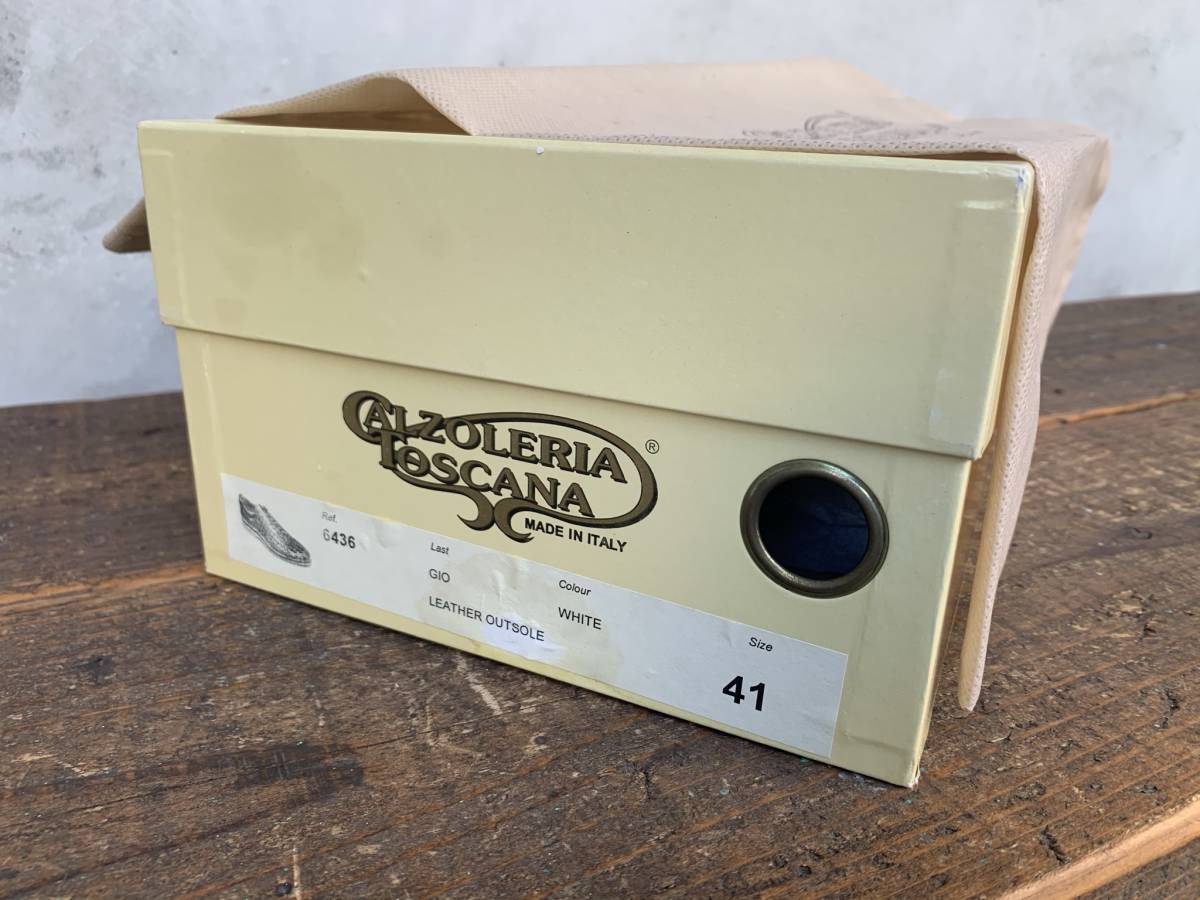 CALZOLERIA ®
TOSCANA
MADE IN ITALY
Ref.
6436
Last
GIO
LEATHER OUTSOLE
Colour
WHITE
Size
41